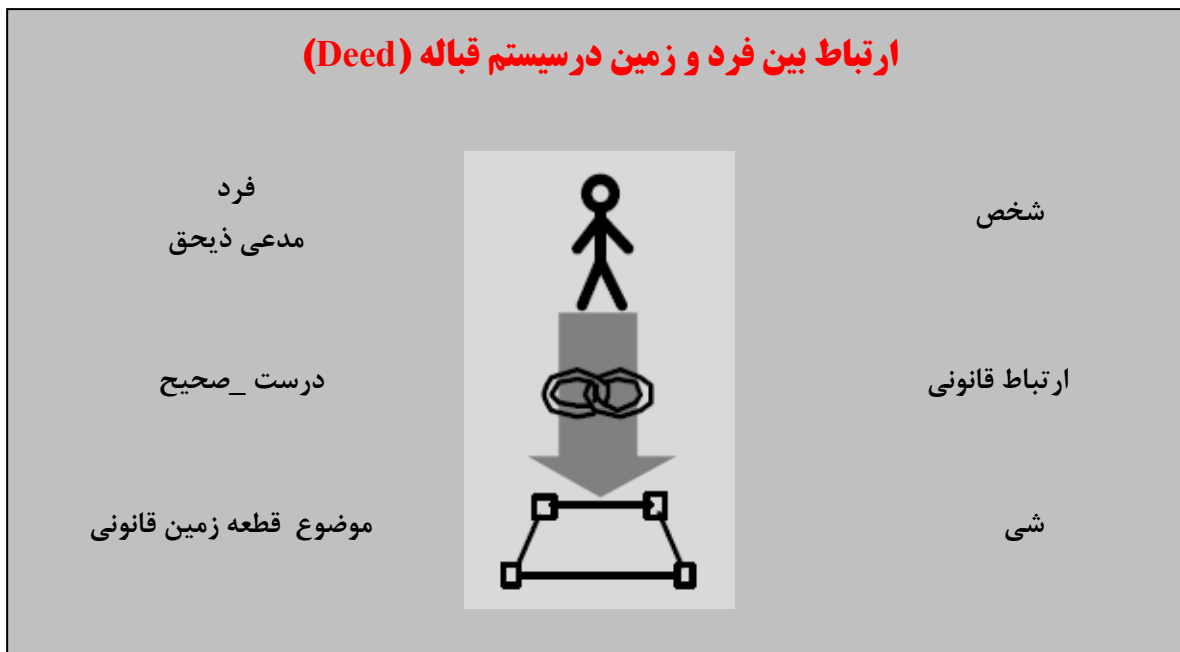 ارتباط بین فرد و زمین درسیستم قباله (Deed)
شخص
فرد
مدعی ذیحق
ارتباط قانونی
درست _صحیح
شی
موضوع قطعه زمین قانونی